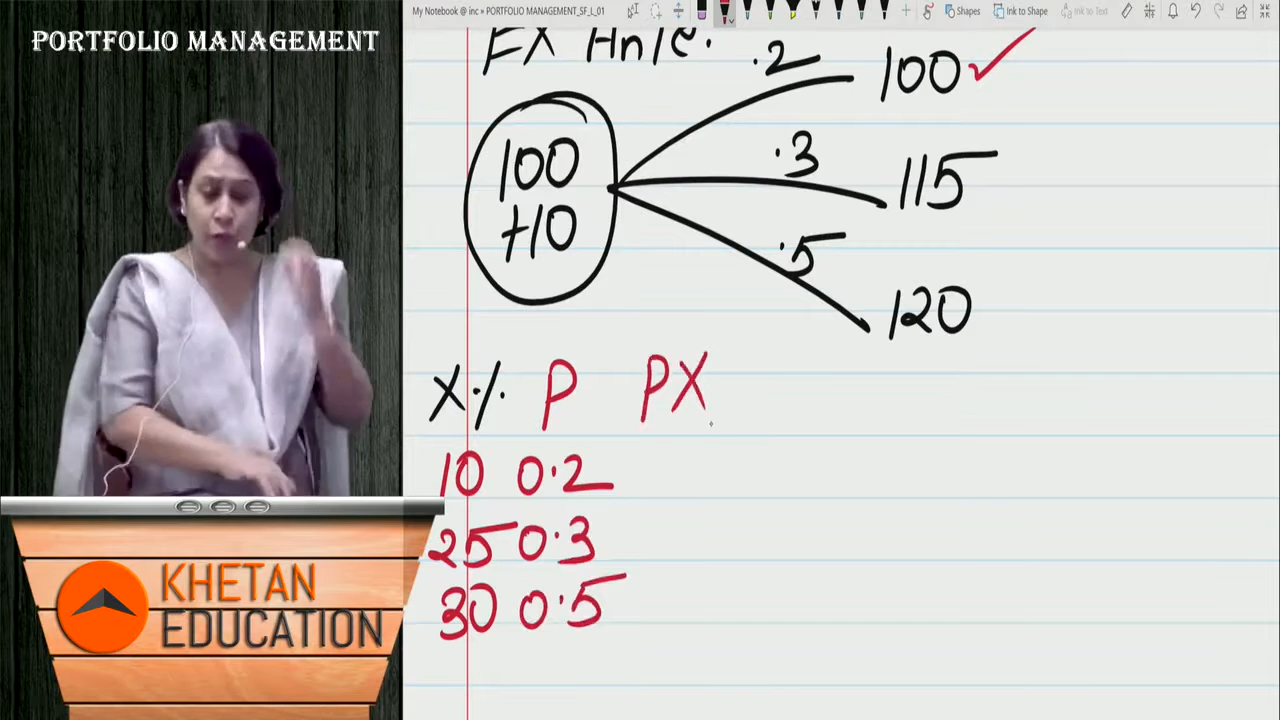 My Notebook @ inc » PORTFOLIO MANAGEMENT_SF_L_01
Shapes
Ink to Shape
Ink to Text
PORTFOLIO MANAGEMENT
FX
.2
100
.3
115
.5
120
100
+10
X% P PX
10 0.2
25 0.3
30 0.5
KHETAN
EDUCATION